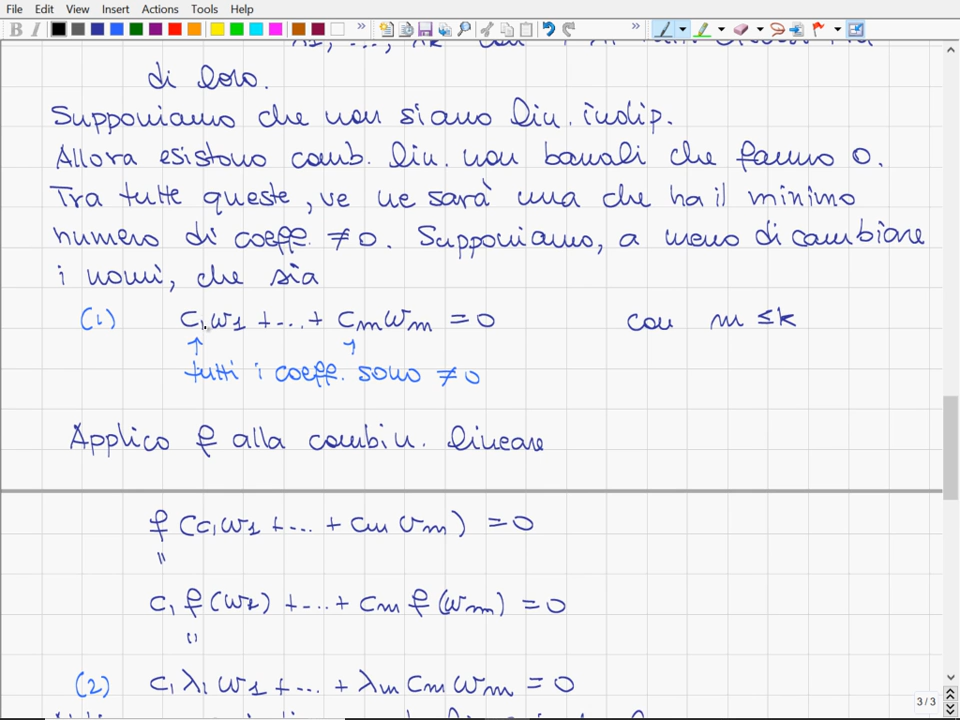 File Edit View Insert Actions Tools Help
B I
di loro.
Supponiamo che non siano lin. indip.
Allora esistono comb. lin. non banali che fanno 0.
Tra tutte queste, ve ne sarà una che ha il minimo
numero di coeff. ≠0. Supponiamo, a meno di cambiare
i nomi, che sia
(1) c₁w₁ + ... + cₘwₘ = 0 con m ≤ k
↑ ↑
tutti i coeff. sono ≠0
Applico f alla combin. lineare
f (c₁w₁ + ... + cₘvₘ) = 0
"
c₁ f(w₁) + ... + cₘ f(wₘ) = 0
"
(2) c₁ λ₁ w₁ + ... + λₘ cₘ wₘ = 0
3 / 3